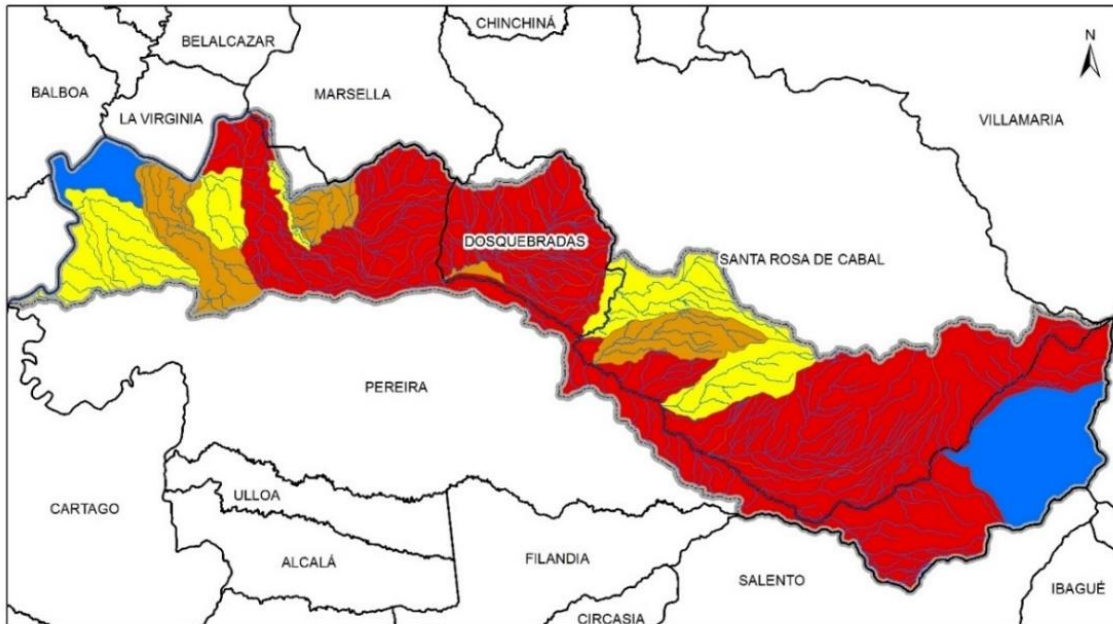 CHINCHINÁ
BELALCAZAR
N
BALBOA
MARSELLA
LA VIRGINIA
VILLAMARIA
DOSQUEBRADAS
SANTA ROSA DE CABAL
PEREIRA
ULLOA
CARTAGO
ALCALÁ
FILANDIA
SALENTO
IBAGUÉ
CIRCASIA